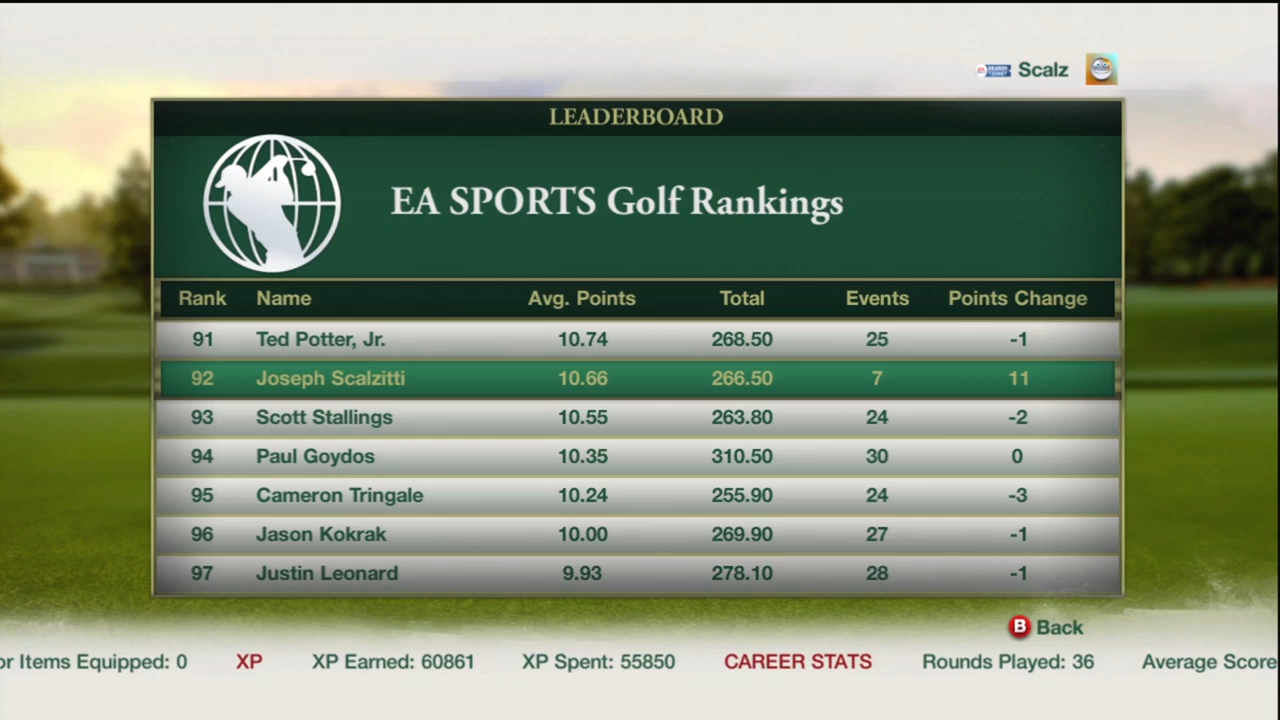 Scalz
LEADERBOARD
EA SPORTS Golf Rankings
Rank Name Avg. Points Total Events Points Change
91 Ted Potter, Jr. 10.74 268.50 25 -1
92 Joseph Scalzitti 10.66 266.50 7 11
93 Scott Stallings 10.55 263.80 24 -2
94 Paul Goydos 10.35 310.50 30 0
95 Cameron Tringale 10.24 255.90 24 -3
96 Jason Kokrak 10.00 269.90 27 -1
97 Justin Leonard 9.93 278.10 28 -1
B Back
or Items Equipped: 0 XP XP Earned: 60861 XP Spent: 55850 CAREER STATS Rounds Played: 36 Average Score